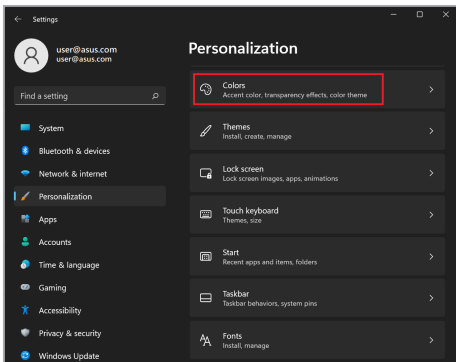 Settings
user@asus.com
user@asus.com
Find a setting
System
Bluetooth & devices
Network & internet
Personalization
Apps
Accounts
Time & language
Gaming
Accessibility
Privacy & security
Windows Update
Personalization
Colors
Accent color, transparency effects, color theme
Themes
Install, create, manage
Lock screen
Lock screen images, apps, animations
Touch keyboard
Themes, size
Start
Recent apps and items, folders
Taskbar
Taskbar behaviors, system pins
Fonts
Install, manage